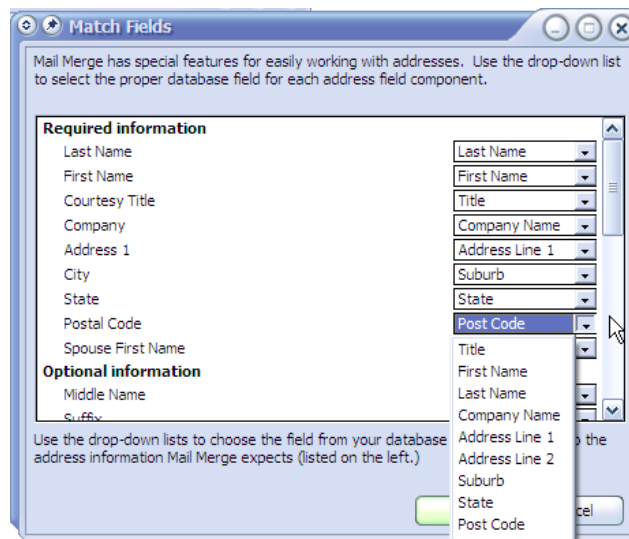 Match Fields
Mail Merge has special features for easily working with addresses. Use the drop-down list
to select the proper database field for each address field component.
Required information
Last Name Last Name
First Name First Name
Courtesy Title Title
Company Company Name
Address 1 Address Line 1
City Suburb
State State
Postal Code Post Code
Spouse First Name
Optional information
Middle Name
Suffix
Title
First Name
Last Name
Company Name
Address Line 1
Address Line 2
Suburb
State
Post Code
Use the drop-down lists to choose the field from your database the
address information Mail Merge expects (listed on the left.)